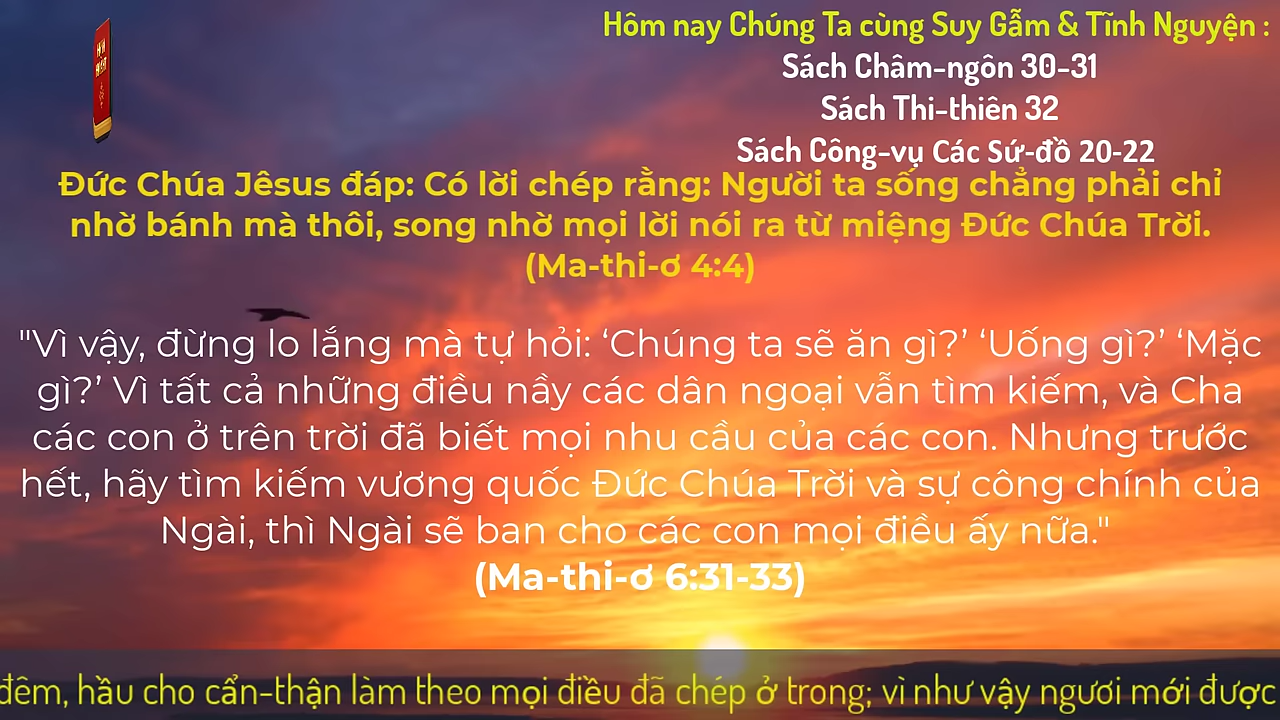 Hôm nay Chúng Ta cùng Suy Gẫm & Tĩnh Nguyện :
Sách Châm-ngôn 30-31
Sách Thi-thiên 32
Sách Công-vụ Các Sứ-đồ 20-22
Đức Chúa Jêsus đáp: Có lời chép rằng: Người ta sống chẳng phải chỉ
nhờ bánh mà thôi, song nhờ mọi lời nói ra từ miệng Đức Chúa Trời.
(Ma-thi-ơ 4:4)
"Vì vậy, đừng lo lắng mà tự hỏi: ‘Chúng ta sẽ ăn gì?’ ‘Uống gì?’ ‘Mặc
gì?’ Vì tất cả những điều nầy các dân ngoại vẫn tìm kiếm, và Cha
các con ở trên trời đã biết mọi nhu cầu của các con. Nhưng trước
hết, hãy tìm kiếm vương quốc Đức Chúa Trời và sự công chính của
Ngài, thì Ngài sẽ ban cho các con mọi điều ấy nữa."
(Ma-thi-ơ 6:31-33)
đêm, hầu cho cẩn-thận làm theo mọi điều đã chép ở trong; vì như vậy ngươi mới được